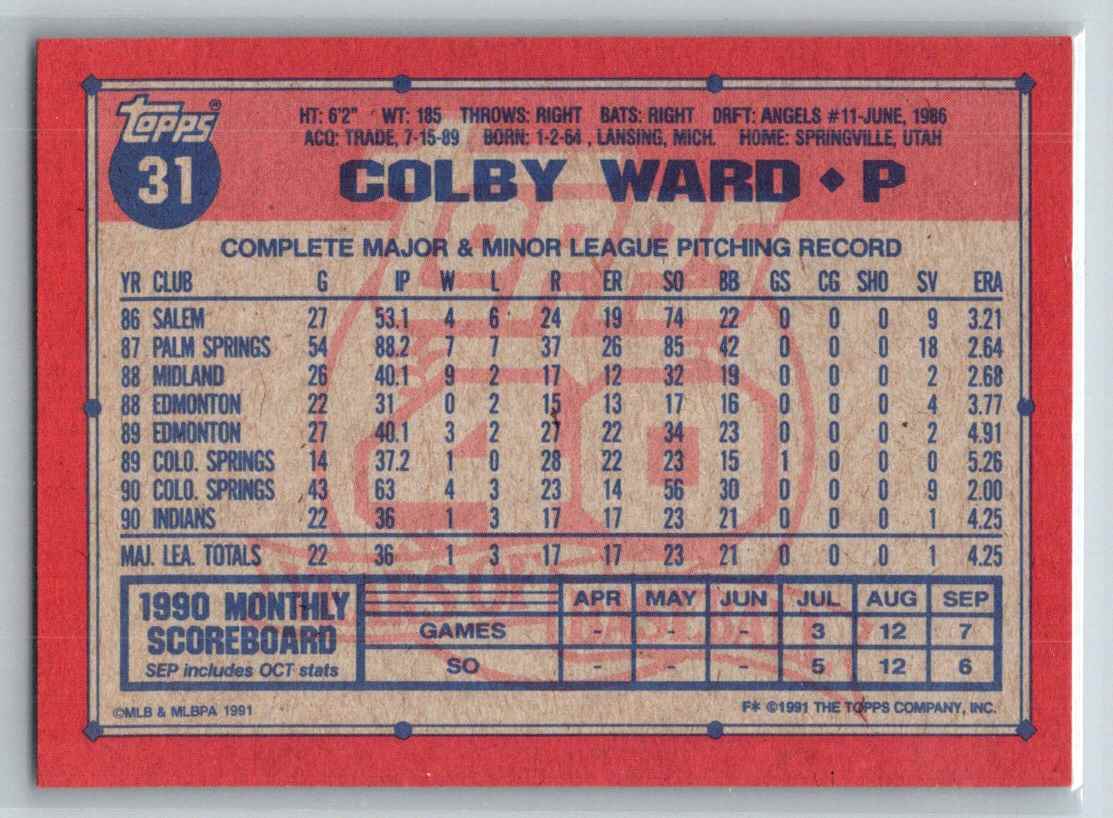 Topps®
31
HT: 6'2" WT: 185 THROWS: RIGHT BATS: RIGHT DRFT: ANGELS #11-JUNE, 1986
ACQ: TRADE, 7-15-89 BORN: 1-2-64, LANSING, MICH. HOME: SPRINGVILLE, UTAH
COLBY WARD ◆ P
COMPLETE MAJOR & MINOR LEAGUE PITCHING RECORD
YR CLUB G IP W L R ER SO BB GS CG SHO SV ERA
86 SALEM 27 53.1 4 6 24 19 74 22 0 0 0 9 3.21
87 PALM SPRINGS 54 88.2 7 7 37 26 85 42 0 0 0 18 2.64
88 MIDLAND 26 40.1 9 2 17 12 32 19 0 0 0 2 2.68
88 EDMONTON 22 31 0 2 15 13 17 16 0 0 0 4 3.77
89 EDMONTON 27 40.1 3 2 27 22 34 23 0 0 0 2 4.91
89 COLO. SPRINGS 14 37.2 1 0 28 22 23 15 1 0 0 0 5.26
90 COLO. SPRINGS 43 63 4 3 23 14 56 30 0 0 0 9 2.00
90 INDIANS 22 36 1 3 17 17 23 21 0 0 0 1 4.25
MAJ. LEA. TOTALS 22 36 1 3 17 17 23 21 0 0 0 1 4.25
1990 MONTHLY
SCOREBOARD
SEP includes OCT stats
APR MAY JUN JUL AUG SEP
GAMES - - - 3 12 7
SO - - - 5 12 6
TOPPS
40
YEARS OF
BASEBALL
©MLB & MLBPA 1991
F* ©1991 THE TOPPS COMPANY, INC.